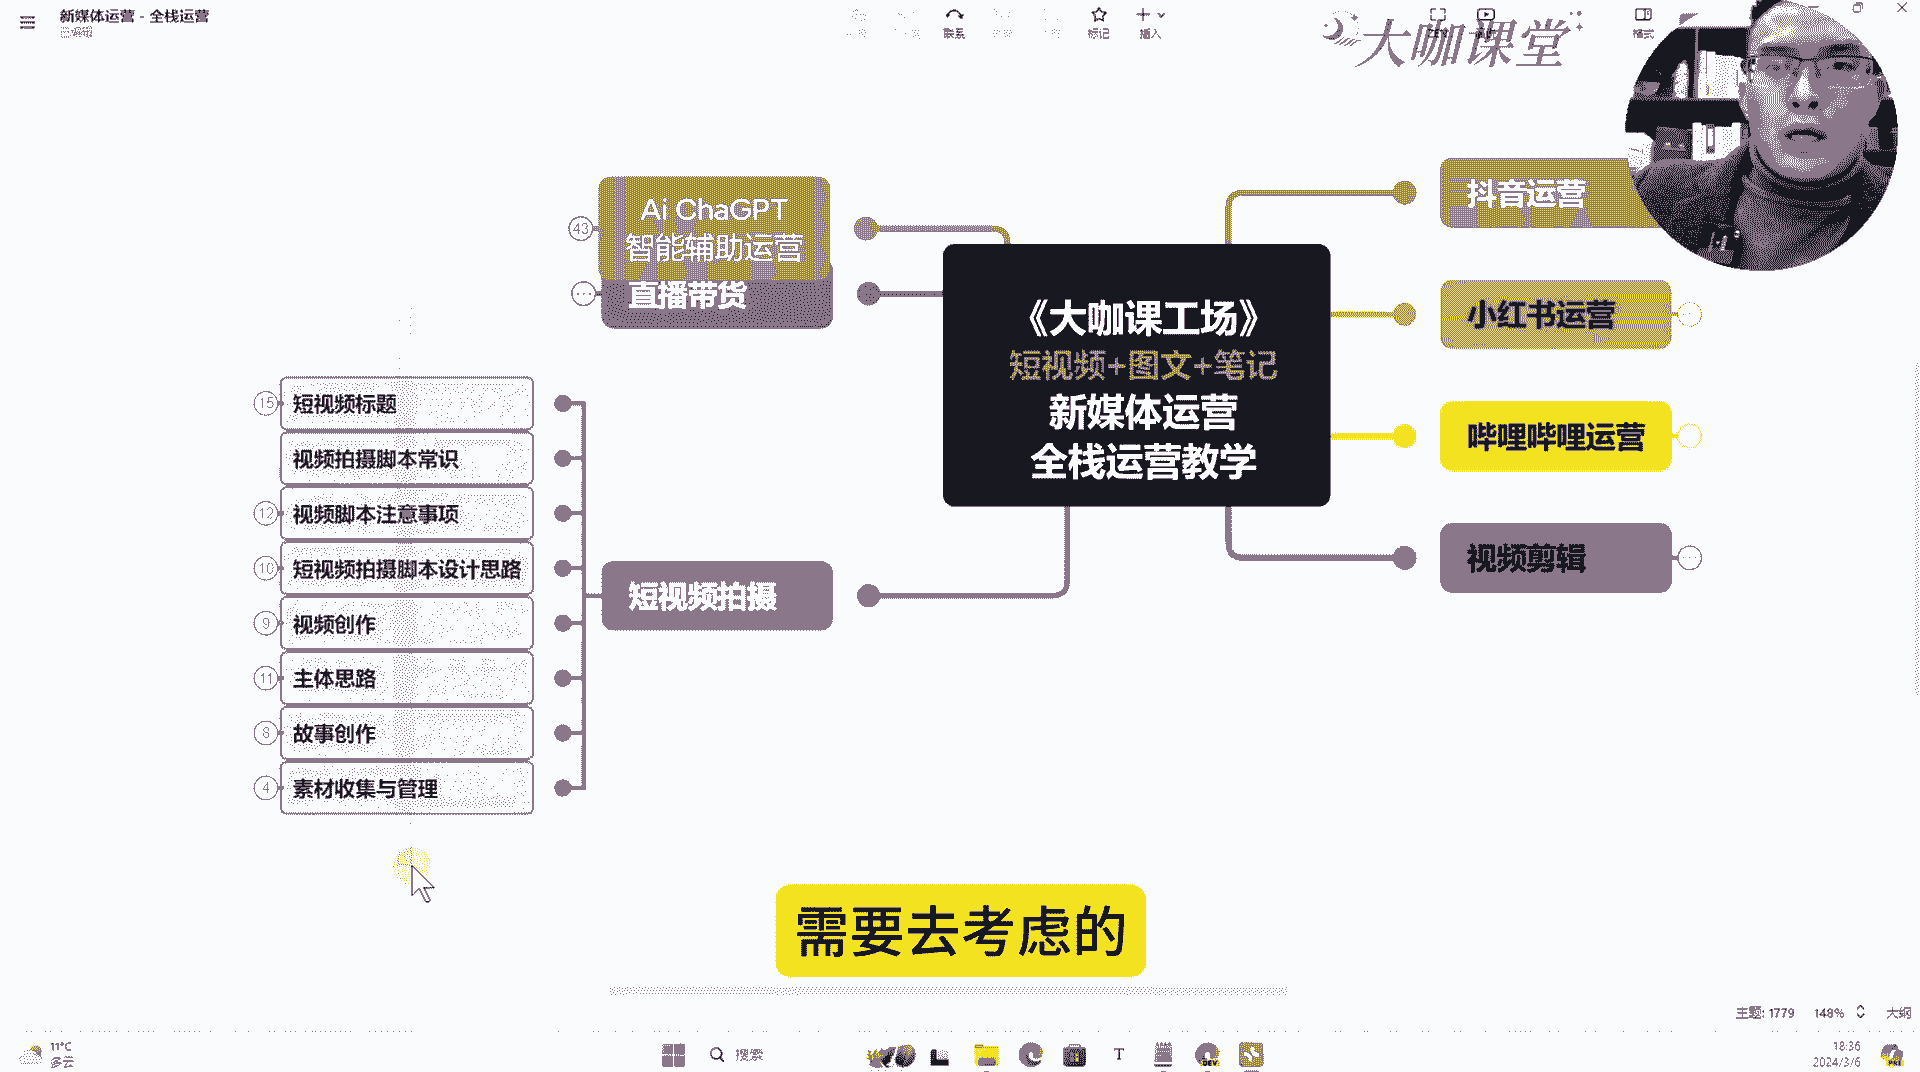 新媒体运营 - 全栈运营
已编辑
联系
标记
插入
格式
大咖课堂
43
Ai ChaGPT
智能辅助运营
直播带货
抖音运营
小红书运营
哔哩哔哩运营
视频剪辑
《大咖课工场》
短视频+图文+笔记
新媒体运营
全栈运营教学
短视频拍摄
15
短视频标题
视频拍摄脚本常识
12
视频脚本注意事项
10
短视频拍摄脚本设计思路
9
视频创作
11
主体思路
8
故事创作
4
素材收集与管理
需要去考虑的
主题: 1779
148%
大纲
11°C
多云
搜索
T
DEV
18:36
2024/3/6
PRE